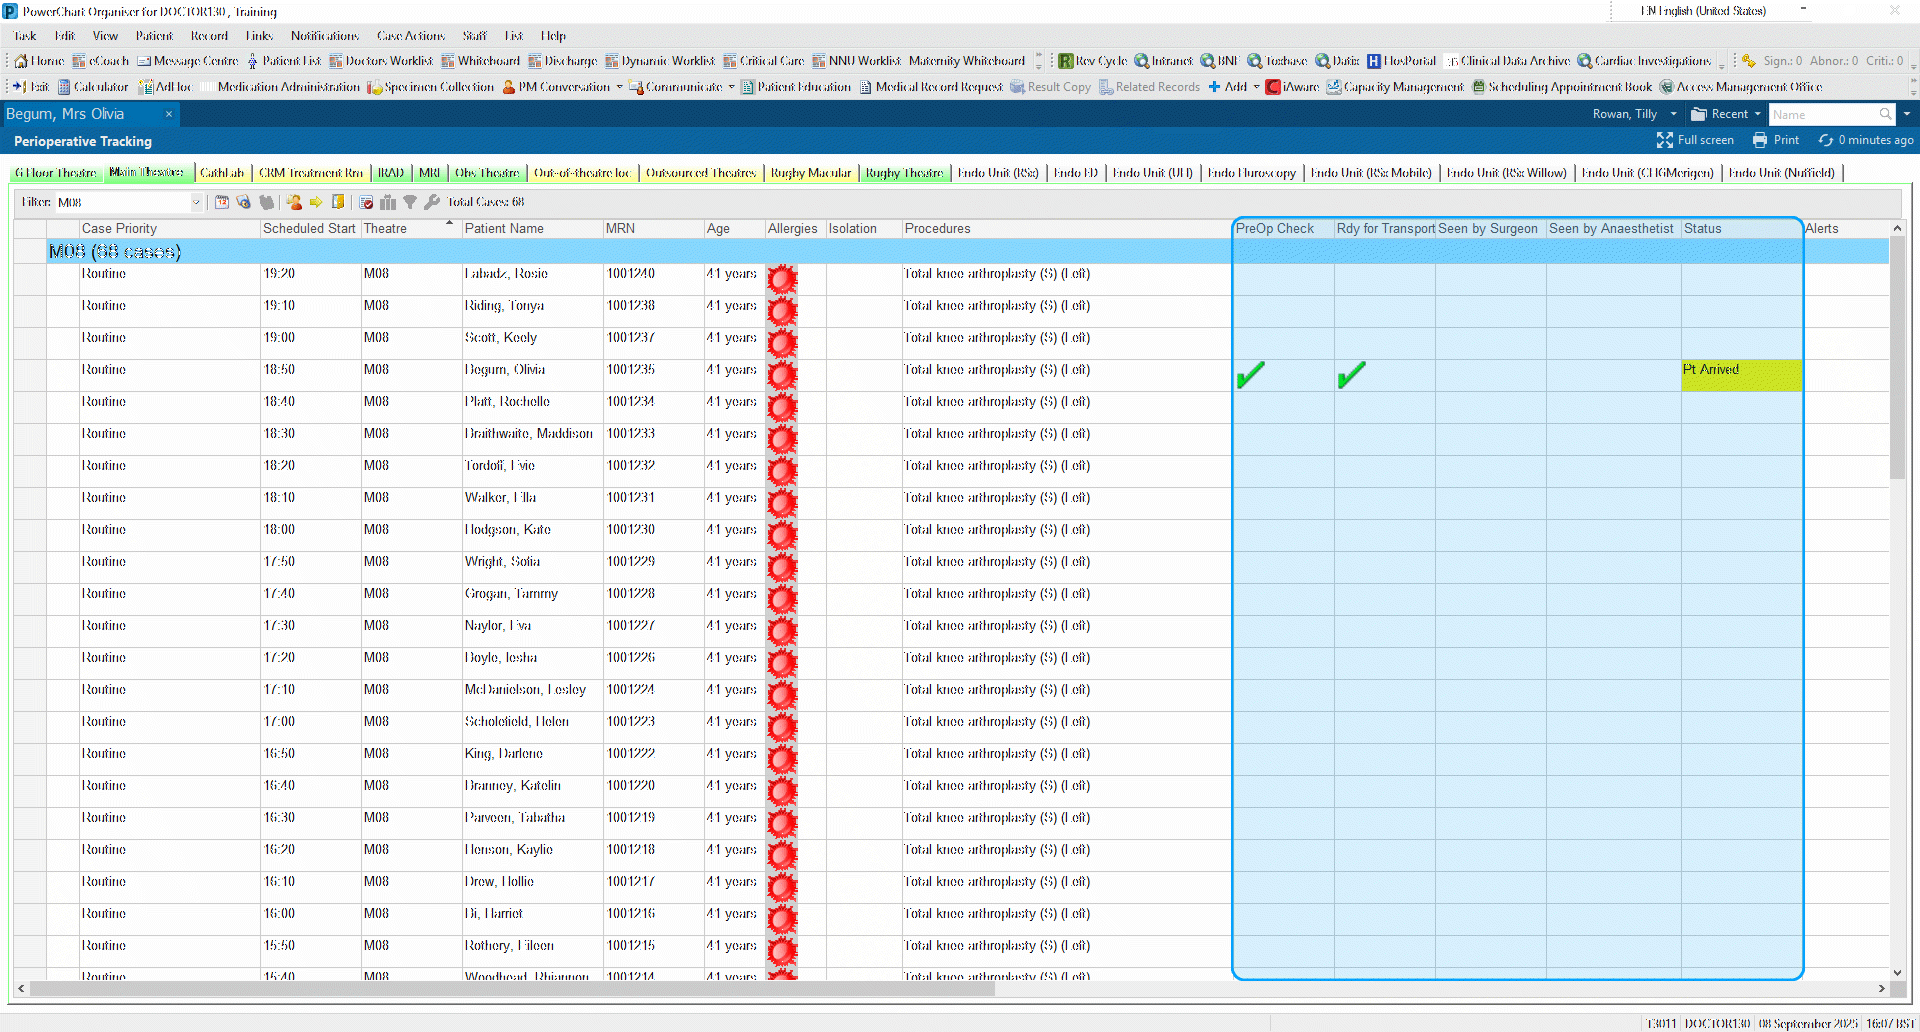 PowerChart Organiser for DOCTOR130, Training
EN English (United States)
Task Edit View Patient Record Links Notifications Case Actions Staff List Help
Home eCoach Message Centre Patient List Doctors Worklist Whiteboard Discharge Dynamic Worklist Critical Care NNU Worklist Maternity Whiteboard Rev Cycle Intranet BNF Toxbase Datix HosPortal Clinical Data Archive Cardiac Investigations Sign.: 0 Abnor.: 0 Criti.: 0
Exit Calculator AdHoc Medication Administration Specimen Collection PM Conversation Communicate Patient Education Medical Record Request Result Copy Related Records Add iAware Capacity Management Scheduling Appointment Book Access Management Office
Begum, Mrs Olivia × Rowan, Tilly Recent Name
Perioperative Tracking Full screen Print 0 minutes ago
G Floor Theatre Main Theatre CathLab CRM Treatment Rm IRAD MRI Obs Theatre Out-of-theatre loc Outsourced Theatres Rugby Macular Rugby Theatre Endo Unit (RSx) Endo ED Endo Unit (UH) Endo Fluroscopy Endo Unit (RSx Mobile) Endo Unit (RSx Willow) Endo Unit (CHGMerigen) Endo Unit (Nuffield)
Filter: M08 Total Cases: 68
Case Priority Scheduled Start Theatre Patient Name MRN Age Allergies Isolation Procedures PreOp Check Rdy for Transport Seen by Surgeon Seen by Anaesthetist Status Alerts
M08 (68 cases)
Routine 19:20 M08 Labadz, Rosie 1001240 41 years Total knee arthroplasty (S) (Left)
Routine 19:10 M08 Riding, Tonya 1001238 41 years Total knee arthroplasty (S) (Left)
Routine 19:00 M08 Scott, Keely 1001237 41 years Total knee arthroplasty (S) (Left)
Routine 18:50 M08 Begum, Olivia 1001235 41 years Total knee arthroplasty (S) (Left) Pt Arrived
Routine 18:40 M08 Platt, Rochelle 1001234 41 years Total knee arthroplasty (S) (Left)
Routine 18:30 M08 Braithwaite, Maddison 1001233 41 years Total knee arthroplasty (S) (Left)
Routine 18:20 M08 Tordoff, Evie 1001232 41 years Total knee arthroplasty (S) (Left)
Routine 18:10 M08 Walker, Ella 1001231 41 years Total knee arthroplasty (S) (Left)
Routine 18:00 M08 Hodgson, Kate 1001230 41 years Total knee arthroplasty (S) (Left)
Routine 17:50 M08 Wright, Sofia 1001229 41 years Total knee arthroplasty (S) (Left)
Routine 17:40 M08 Grogan, Tammy 1001228 41 years Total knee arthroplasty (S) (Left)
Routine 17:30 M08 Naylor, Eva 1001227 41 years Total knee arthroplasty (S) (Left)
Routine 17:20 M08 Doyle, Iesha 1001226 41 years Total knee arthroplasty (S) (Left)
Routine 17:10 M08 McDanielson, Lesley 1001224 41 years Total knee arthroplasty (S) (Left)
Routine 17:00 M08 Scholefield, Helen 1001223 41 years Total knee arthroplasty (S) (Left)
Routine 16:50 M08 King, Darlene 1001222 41 years Total knee arthroplasty (S) (Left)
Routine 16:40 M08 Branney, Katelin 1001220 41 years Total knee arthroplasty (S) (Left)
Routine 16:30 M08 Parveen, Tabatha 1001219 41 years Total knee arthroplasty (S) (Left)
Routine 16:20 M08 Henson, Kaylie 1001218 41 years Total knee arthroplasty (S) (Left)
Routine 16:10 M08 Drew, Hollie 1001217 41 years Total knee arthroplasty (S) (Left)
Routine 16:00 M08 Bi, Harriet 1001216 41 years Total knee arthroplasty (S) (Left)
Routine 15:50 M08 Rothery, Eileen 1001215 41 years Total knee arthroplasty (S) (Left)
Routine 15:40 M08 Woodhead, Rhiannon 1001214 41 years Total knee arthroplasty (S) (Left)
T3011 DOCTOR130 08 September 2025 16:07 BST